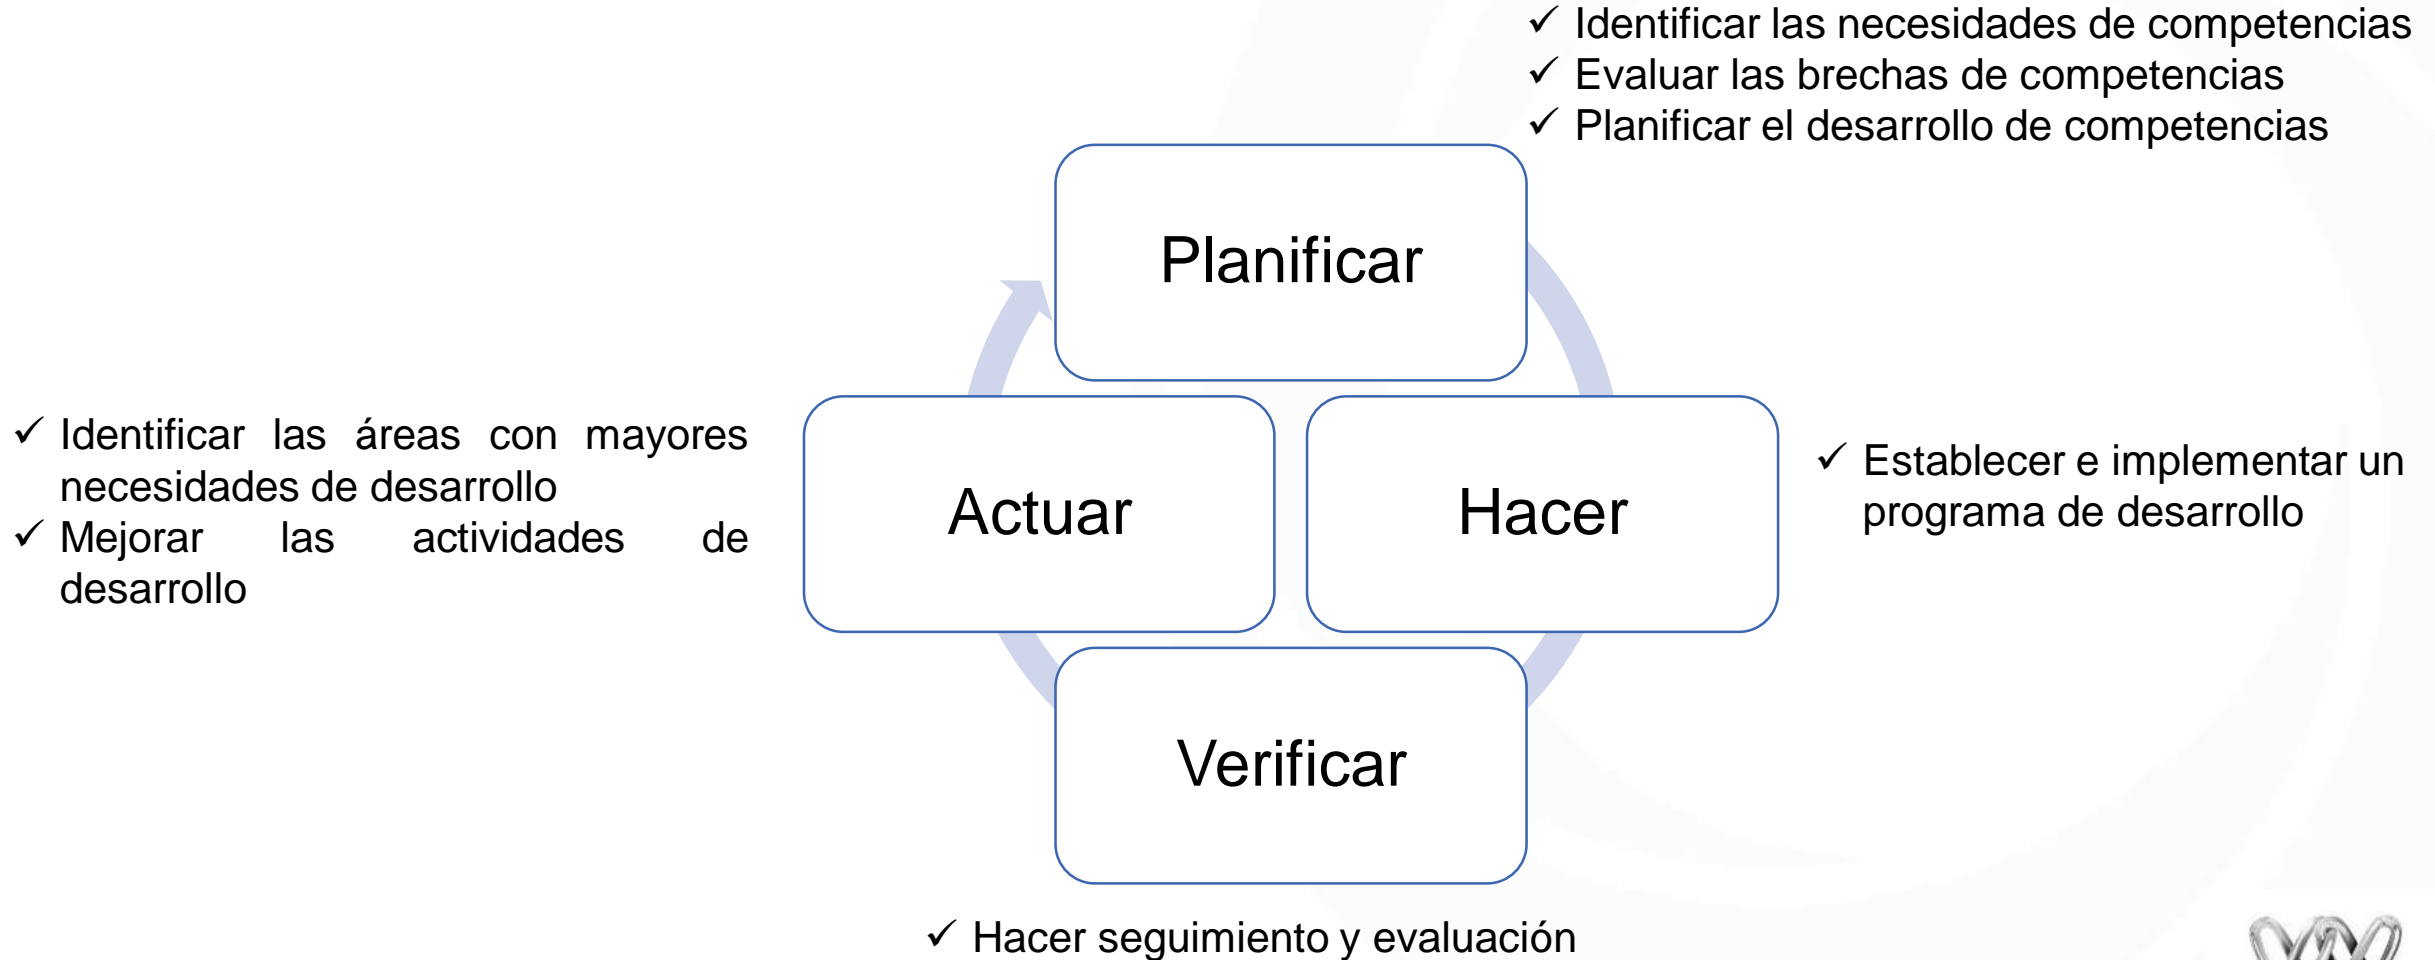 ✓ Identificar las necesidades de competencias
✓ Evaluar las brechas de competencias
✓ Planificar el desarrollo de competencias
Planificar
✓ Identificar las áreas con mayores
necesidades de desarrollo
✓ Mejorar las actividades de
desarrollo
Actuar
Hacer
✓ Establecer e implementar un
programa de desarrollo
Verificar
✓ Hacer seguimiento y evaluación